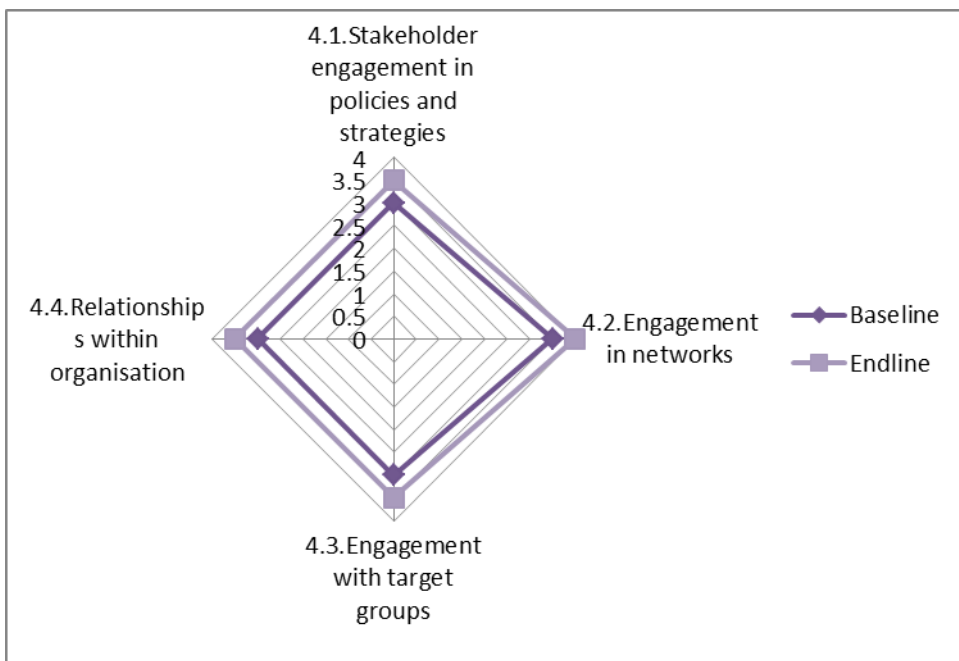 4.1.Stakeholder
engagement in
policies and
strategies
4
3.5
3
2.5
2
1.5
1
0.5
0
4.4.Relationship
s within
organisation
4.2.Engagement
in networks
Baseline
Endline
4.3.Engagement
with target
groups